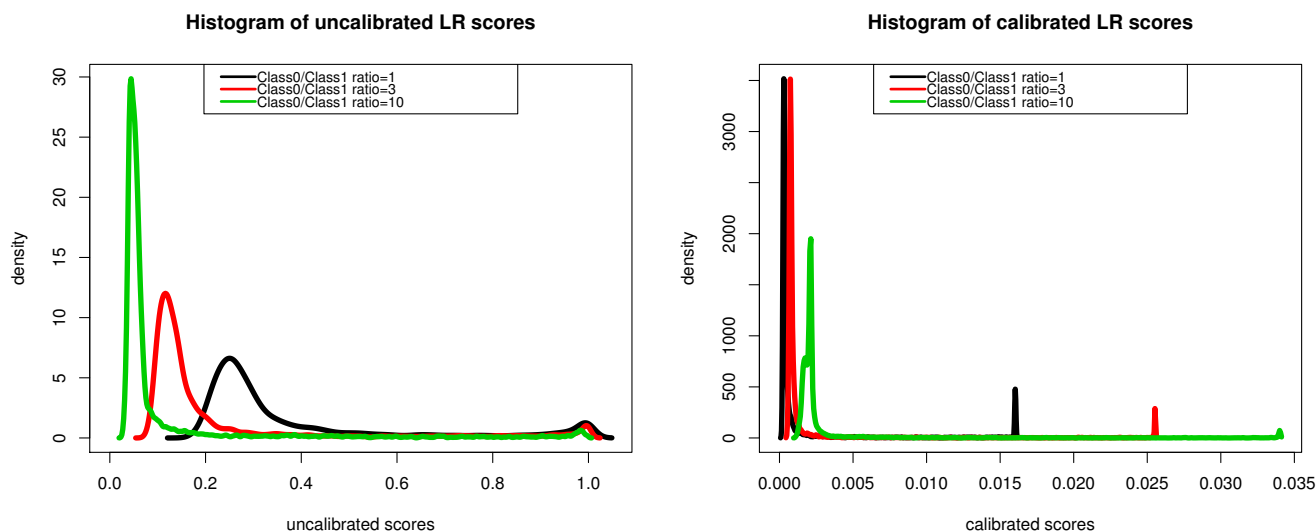 Histogram of uncalibrated LR scores
Class0/Class1 ratio=1
Class0/Class1 ratio=3
Class0/Class1 ratio=10
30
25
20
15
10
5
0
density
0.0 0.2 0.4 0.6 0.8 1.0
uncalibrated scores
Histogram of calibrated LR scores
Class0/Class1 ratio=1
Class0/Class1 ratio=3
Class0/Class1 ratio=10
3000
2000
1000
500
0
density
0.000 0.005 0.010 0.015 0.020 0.025 0.030 0.035
calibrated scores